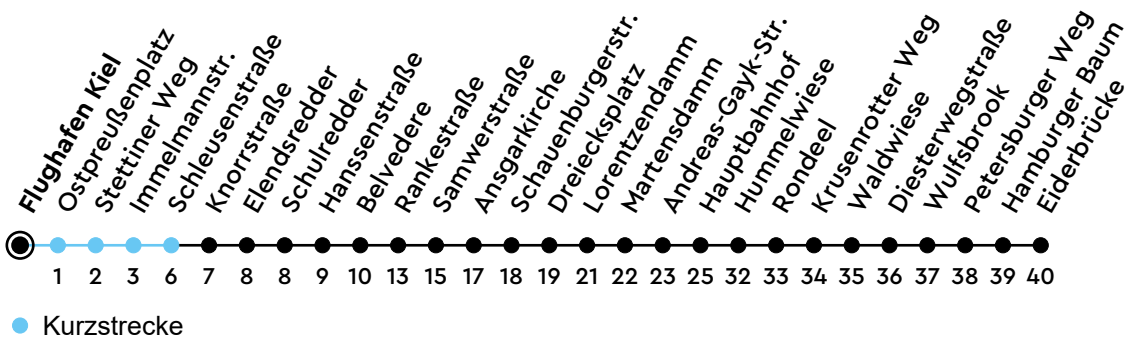 Flughafen Kiel
Ostpreußenplatz
Stettiner Weg
Immelmannstr.
Schleusenstraße
Knorrstraße
Elendsredder
Schulredder
Hanssenstraße
Belvedere
Rankestraße
Samwerstraße
Ansgarkirche
Schauenburgerstr.
Dreiecksplatz
Lorentzendamm
Martensdamm
Andreas-Gayk-Str.
Hauptbahnhof
Hummelwiese
Rondeel
Krusenrotter Weg
Waldwiese
Diesterwegstraße
Wulfsbrook
Petersburger Weg
Hamburger Baum
Eiderbrücke
1 2 3 6 7 8 8 9 10 13 15 17 18 19 21 22 23 25 32 33 34 35 36 37 38 39 40
Kurzstrecke